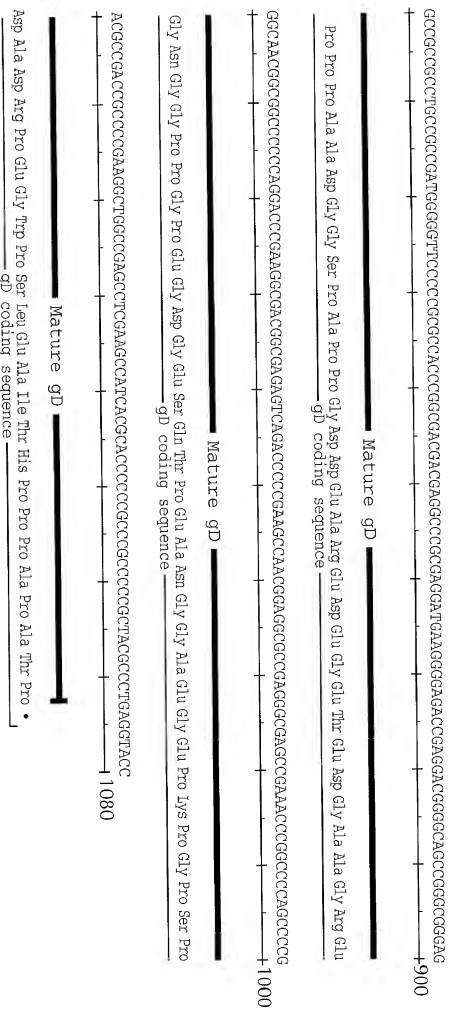 GCCGCCGCCTGCCGCCGATGGGGGTTCCCCCGCGCCACCCGGCGACGACGAGGCCCGCGAGGATGAAGGGGAGACCGAGGACGGGGCAGCCGGGCGGGAG
900
Mature gD
Pro Pro Pro Ala Ala Asp Gly Gly Ser Pro Ala Pro Pro Gly Asp Asp Glu Ala Arg Glu Asp Glu Gly Glu Thr Glu Asp Gly Ala Ala Gly Arg Glu
gD coding sequence
GGCAACGGCGGCCCCCCAGGACCCGAAGGCGACGGCGAGAGTCAGACCCCCGAAGCCAACGGAGGCGCCGAGGGCGAGCCGAAACCCGGCCCCAGCCCCG
1000
Mature gD
Gly Asn Gly Gly Pro Pro Gly Pro Glu Gly Asp Gly Glu Ser Gln Thr Pro Glu Ala Asn Gly Gly Ala Glu Gly Glu Pro Lys Pro Gly Pro Ser Pro
gD coding sequence
ACGCCGACCGCCCCGAAGGCTGGCCGAGCCTCGAAGCCATCACGCACCCCCCGCCCGCCCCCGCTACGCCCTGAGGTACC
1080
Mature gD
Asp Ala Asp Arg Pro Glu Gly Trp Pro Ser Leu Glu Ala Ile Thr His Pro Pro Pro Ala Pro Ala Thr Pro •
gD coding sequence